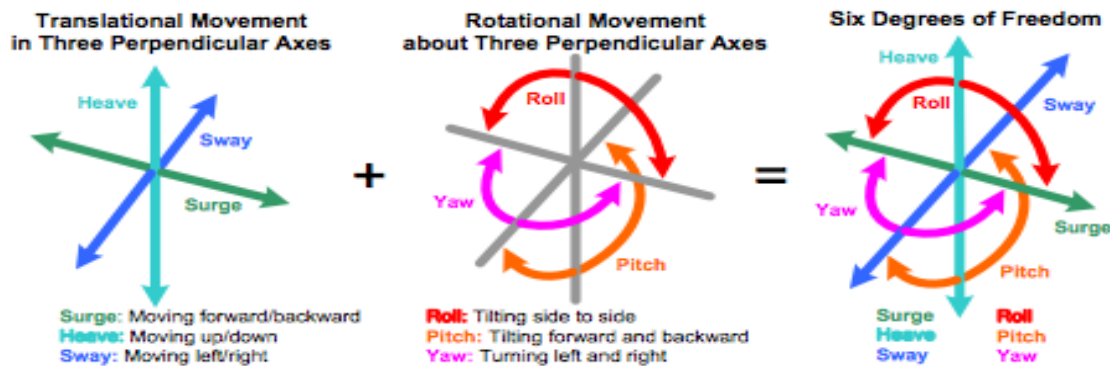 Translational Movement
in Three Perpendicular Axes
Heave
Sway
Surge
Surge: Moving forward/backward
Heave: Moving up/down
Sway: Moving left/right
+
Rotational Movement
about Three Perpendicular Axes
Roll
Yaw
Pitch
Roll: Tilting side to side
Pitch: Tilting forward and backward
Yaw: Turning left and right
=
Six Degrees of Freedom
Heave
Roll
Sway
Yaw
Surge
Pitch
Surge Roll
Heave Pitch
Sway Yaw